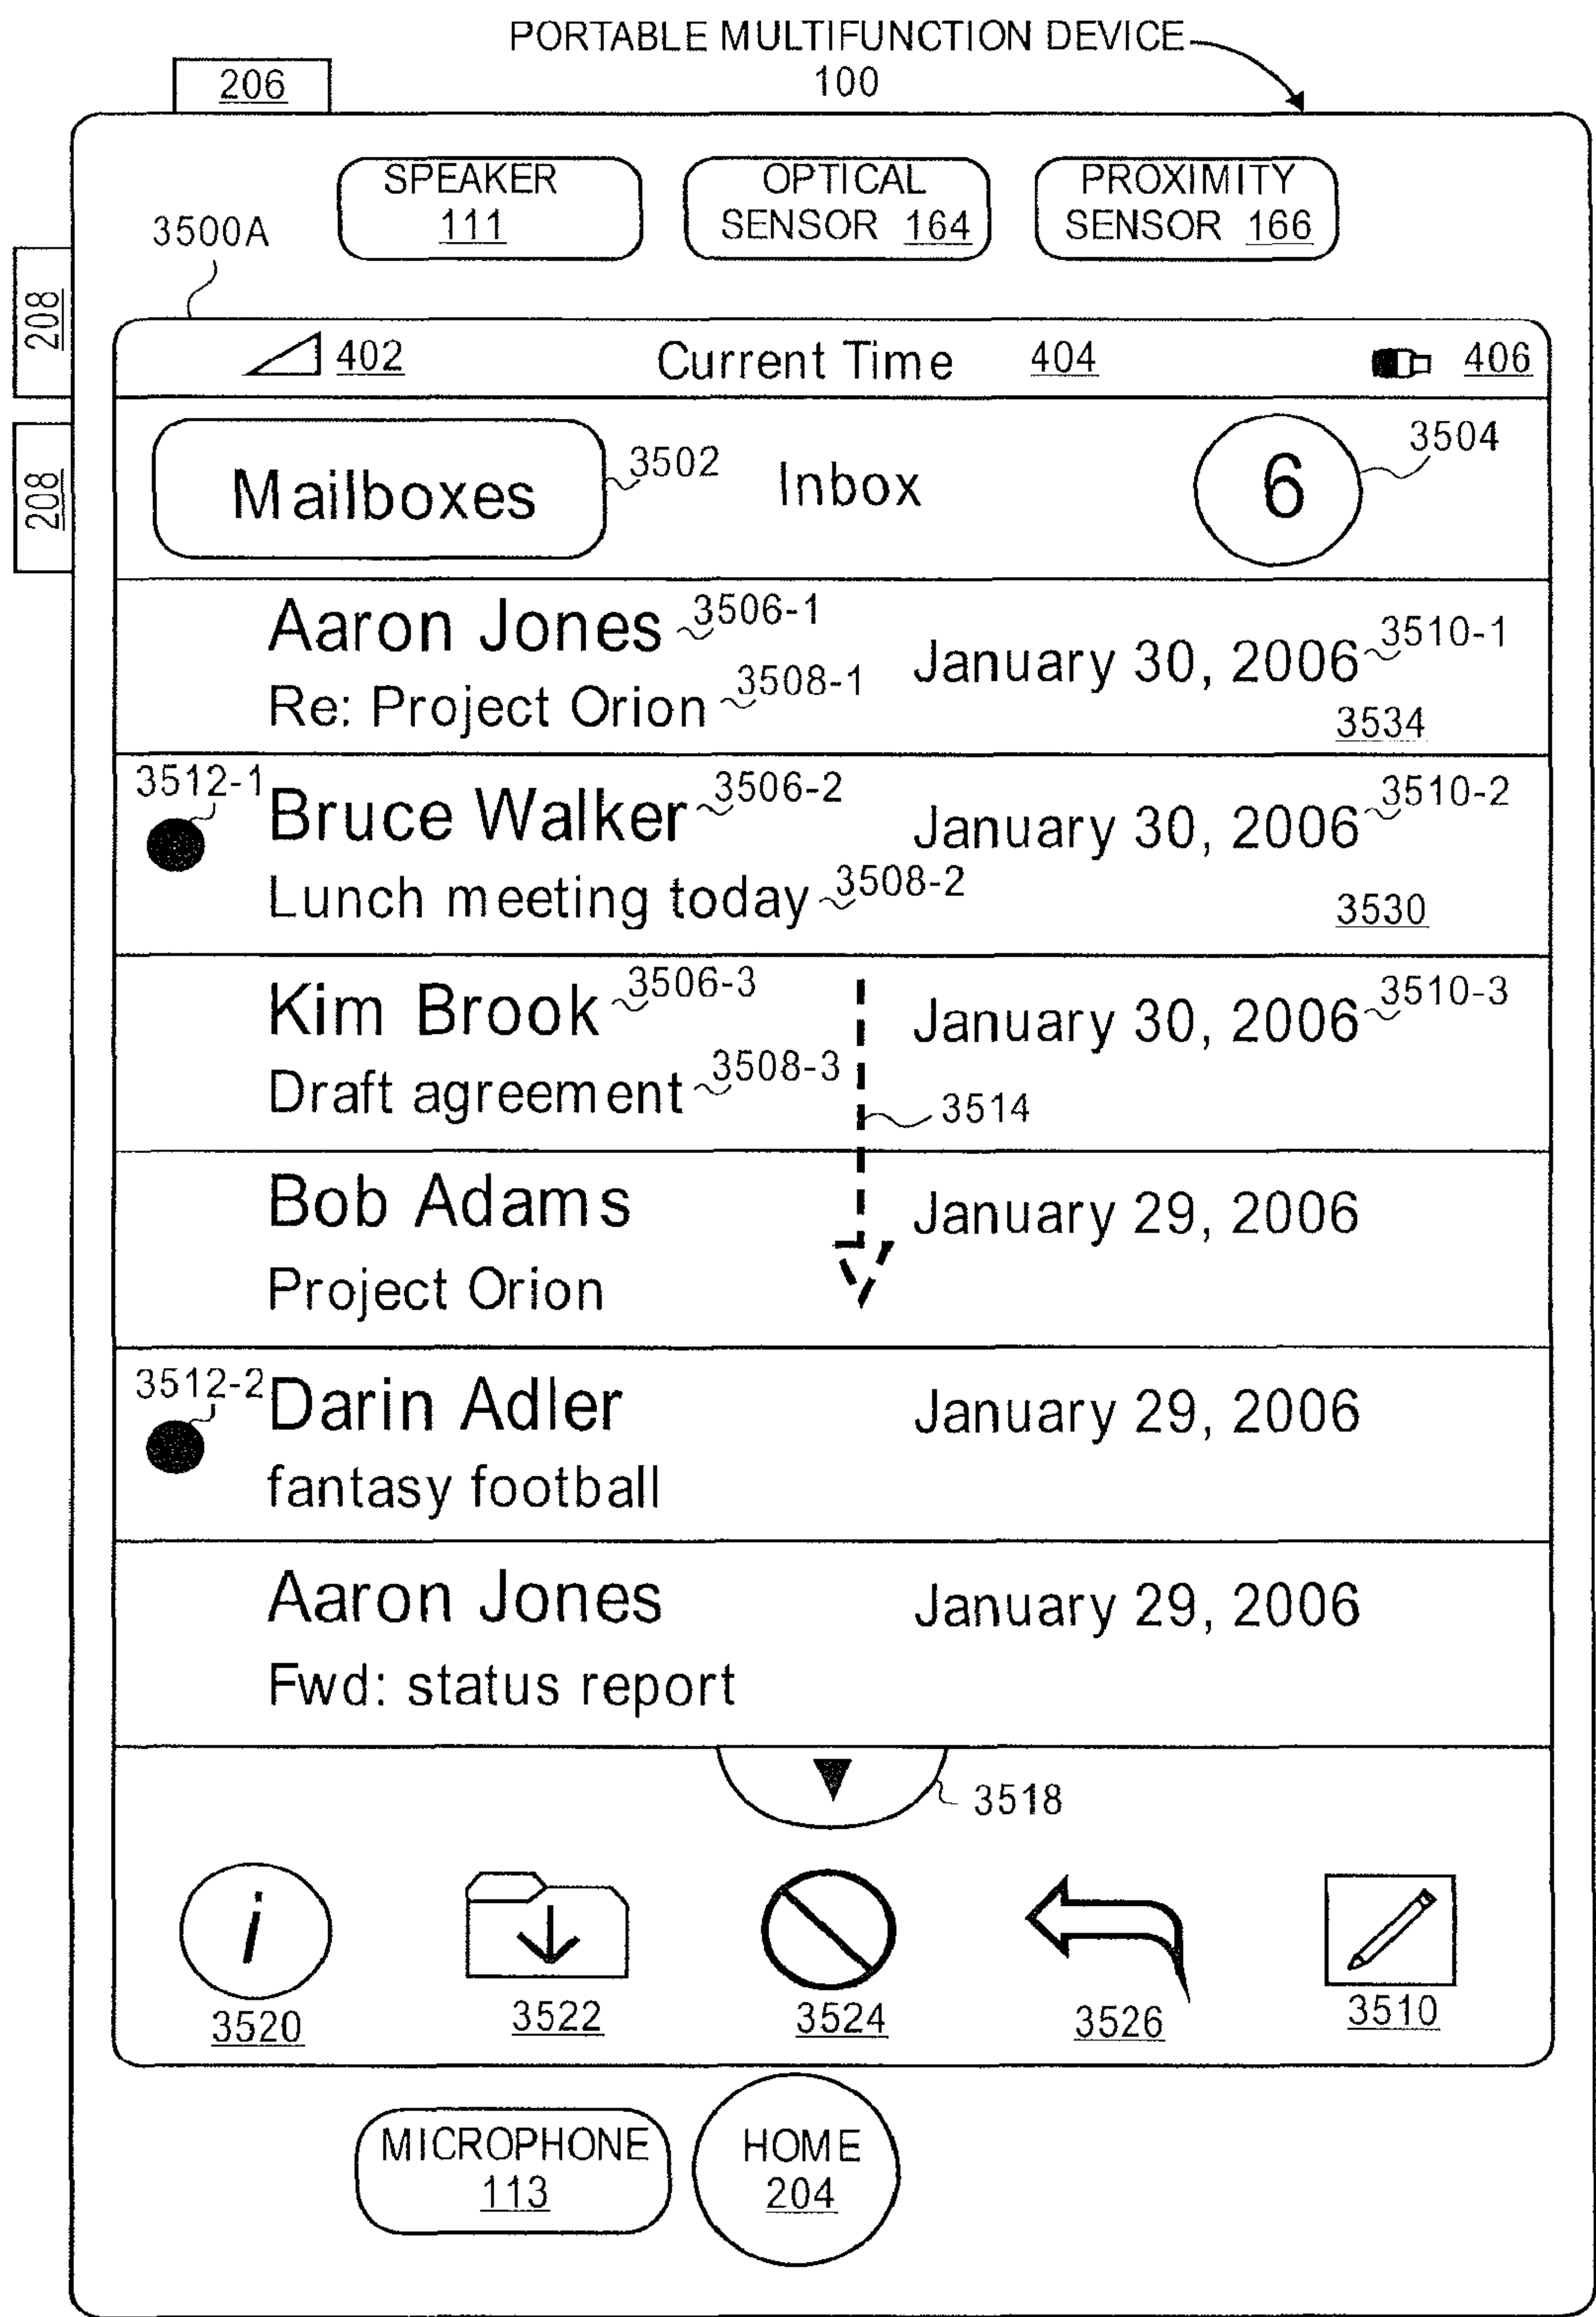 PORTABLE MULTIFUNCTION DEVICE
100
206
SPEAKER
111
OPTICAL
SENSOR 164
PROXIMITY
SENSOR 166
3500A
208
208
402
Current Time
404
406
Mailboxes
3502
Inbox
6
3504
Aaron Jones
3506-1
January 30, 2006
3510-1
Re: Project Orion
3508-1
3534
3512-1
Bruce Walker
3506-2
January 30, 2006
3510-2
Lunch meeting today
3508-2
3530
Kim Brook
3506-3
January 30, 2006
3510-3
Draft agreement
3508-3
3514
Bob Adams
January 29, 2006
Project Orion
3512-2
Darin Adler
January 29, 2006
fantasy football
Aaron Jones
January 29, 2006
Fwd: status report
3518
i
3520
3522
3524
3526
3510
MICROPHONE
113
HOME
204